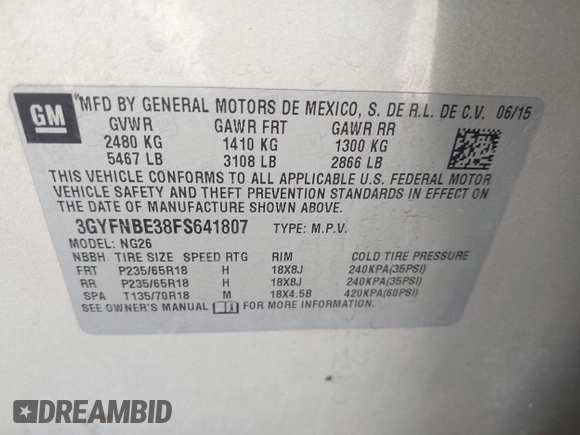 GM
MFD BY GENERAL MOTORS DE MEXICO, S. DE R.L. DE C.V. 06/15
GVWR GAWR FRT GAWR RR
2480 KG 1410 KG 1300 KG
5467 LB 3108 LB 2866 LB
THIS VEHICLE CONFORMS TO ALL APPLICABLE U.S. FEDERAL MOTOR
VEHICLE SAFETY AND THEFT PREVENTION STANDARDS IN EFFECT ON
THE DATE OF MANUFACTURE SHOWN ABOVE.
3GYFNBE38FS641807 TYPE: M.P.V.
MODEL: NG26
NBBH TIRE SIZE SPEED RTG RIM COLD TIRE PRESSURE
FRT P235/65R18 H 18X8J 240KPA(35PSI)
RR P235/65R18 H 18X8J 240KPA(35PSI)
SPA T135/70R18 M 18X4.5B 420KPA(60PSI)
SEE OWNER'S MANUAL FOR MORE INFORMATION
DREAMBID